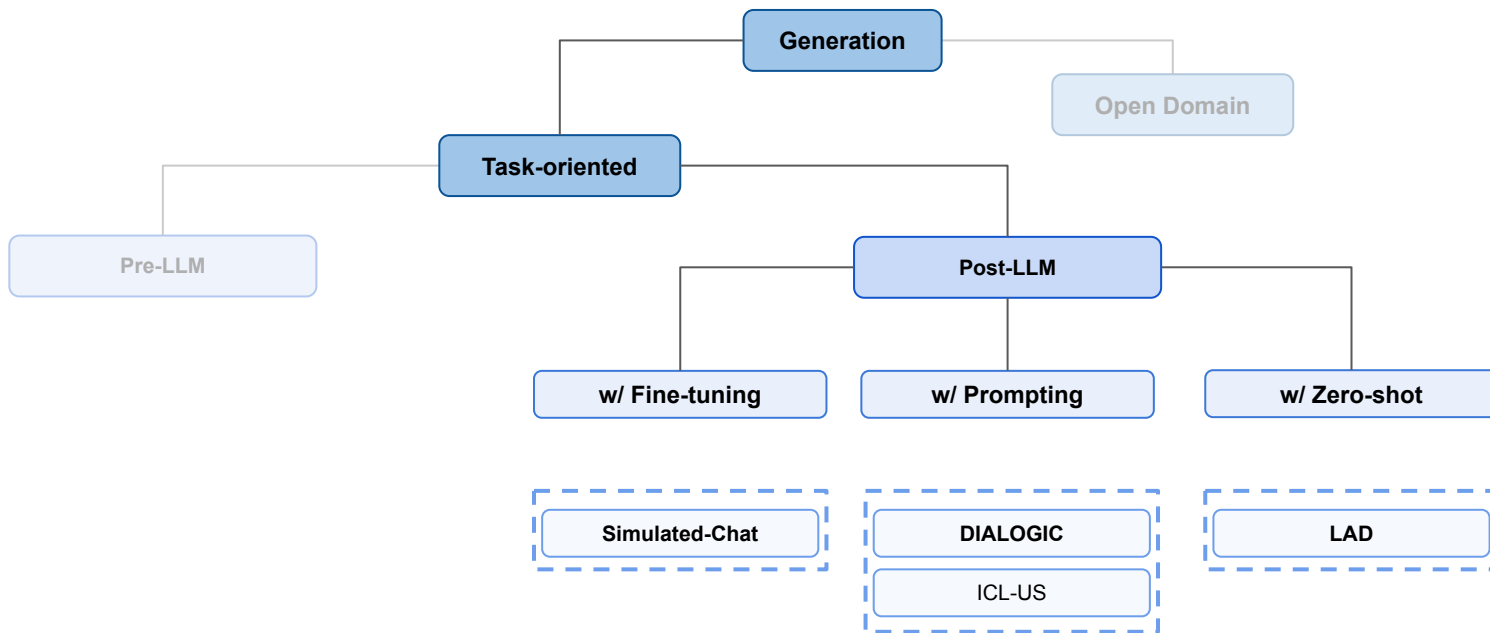 Generation
Open Domain
Task-oriented
Pre-LLM
Post-LLM
w/ Fine-tuning
w/ Prompting
w/ Zero-shot
Simulated-Chat
DIALOGIC
LAD
ICL-US